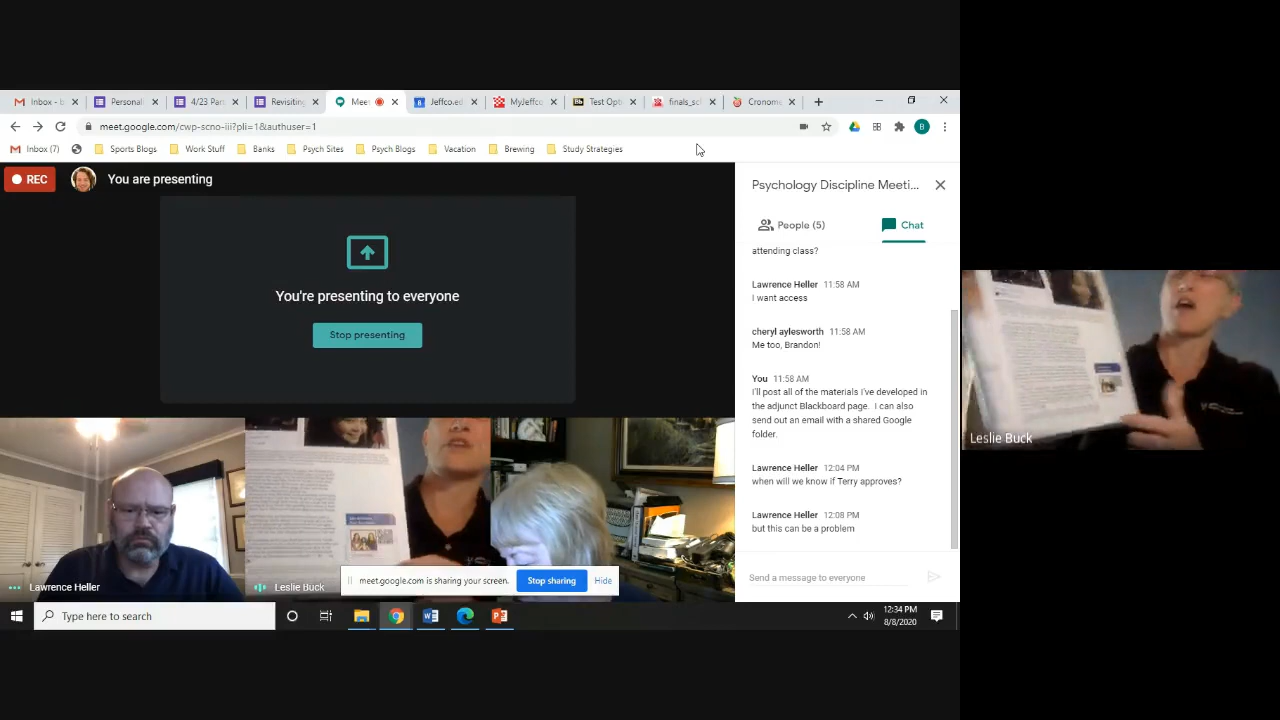 Inbox - b
Personali
4/23 Par
Revisiting
Meet
Jeffco.ed
MyJeffco
Test Opt
finals_scl
Cronome
meet.google.com/cwp-scno-iii?pli=1&authuser=1
Inbox (7)
Sports Blogs
Work Stuff
Banks
Psych Sites
Psych Blogs
Vacation
Brewing
Study Strategies
REC
You are presenting
You're presenting to everyone
Stop presenting
Psychology Discipline Meeti...
People (5)
Chat
attending class?
Lawrence Heller 11:58 AM
I want access
cheryl aylesworth 11:58 AM
Me too, Brandon!
You 11:58 AM
I'll post all of the materials I've developed in
the adjunct Blackboard page. I can also
send out an email with a shared Google
folder.
Lawrence Heller 12:04 PM
when will we know if Terry approves?
Lawrence Heller 12:08 PM
but this can be a problem
Send a message to everyone
Lawrence Heller
Leslie Buck
meet.google.com is sharing your screen.
Stop sharing
Hide
Leslie Buck
Type here to search
12:34 PM
8/8/2020